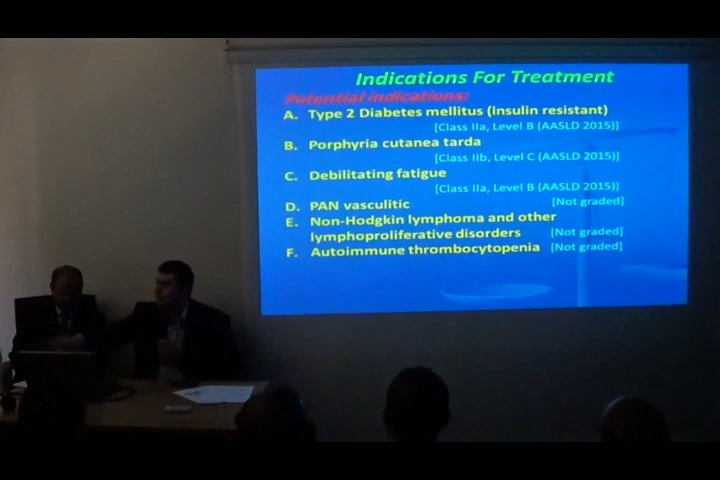 Indications For Treatment
Potential indications:
A. Type 2 Diabetes mellitus (insulin resistant)
[Class IIa, Level B (AASLD 2015)]
B. Porphyria cutanea tarda
[Class IIb, Level C (AASLD 2015)]
C. Debilitating fatigue
[Class IIa, Level B (AASLD 2015)]
D. PAN vasculitic [Not graded]
E. Non-Hodgkin lymphoma and other
lymphoproliferative disorders [Not graded]
F. Autoimmune thrombocytopenia [Not graded]